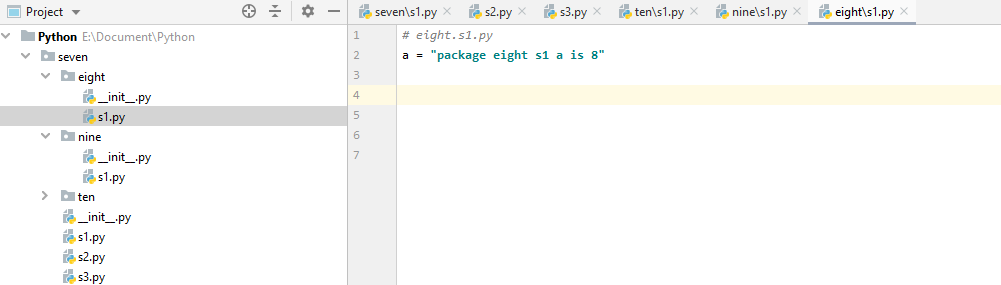 Project
Python E:\Document\Python
seven
eight
__init__.py
s1.py
nine
__init__.py
s1.py
ten
__init__.py
s1.py
s2.py
s3.py
seven\s1.py s2.py s3.py ten\s1.py nine\s1.py eight\s1.py
1 # eight.s1.py
2 a = "package eight s1 a is 8"
3
4
5
6
7